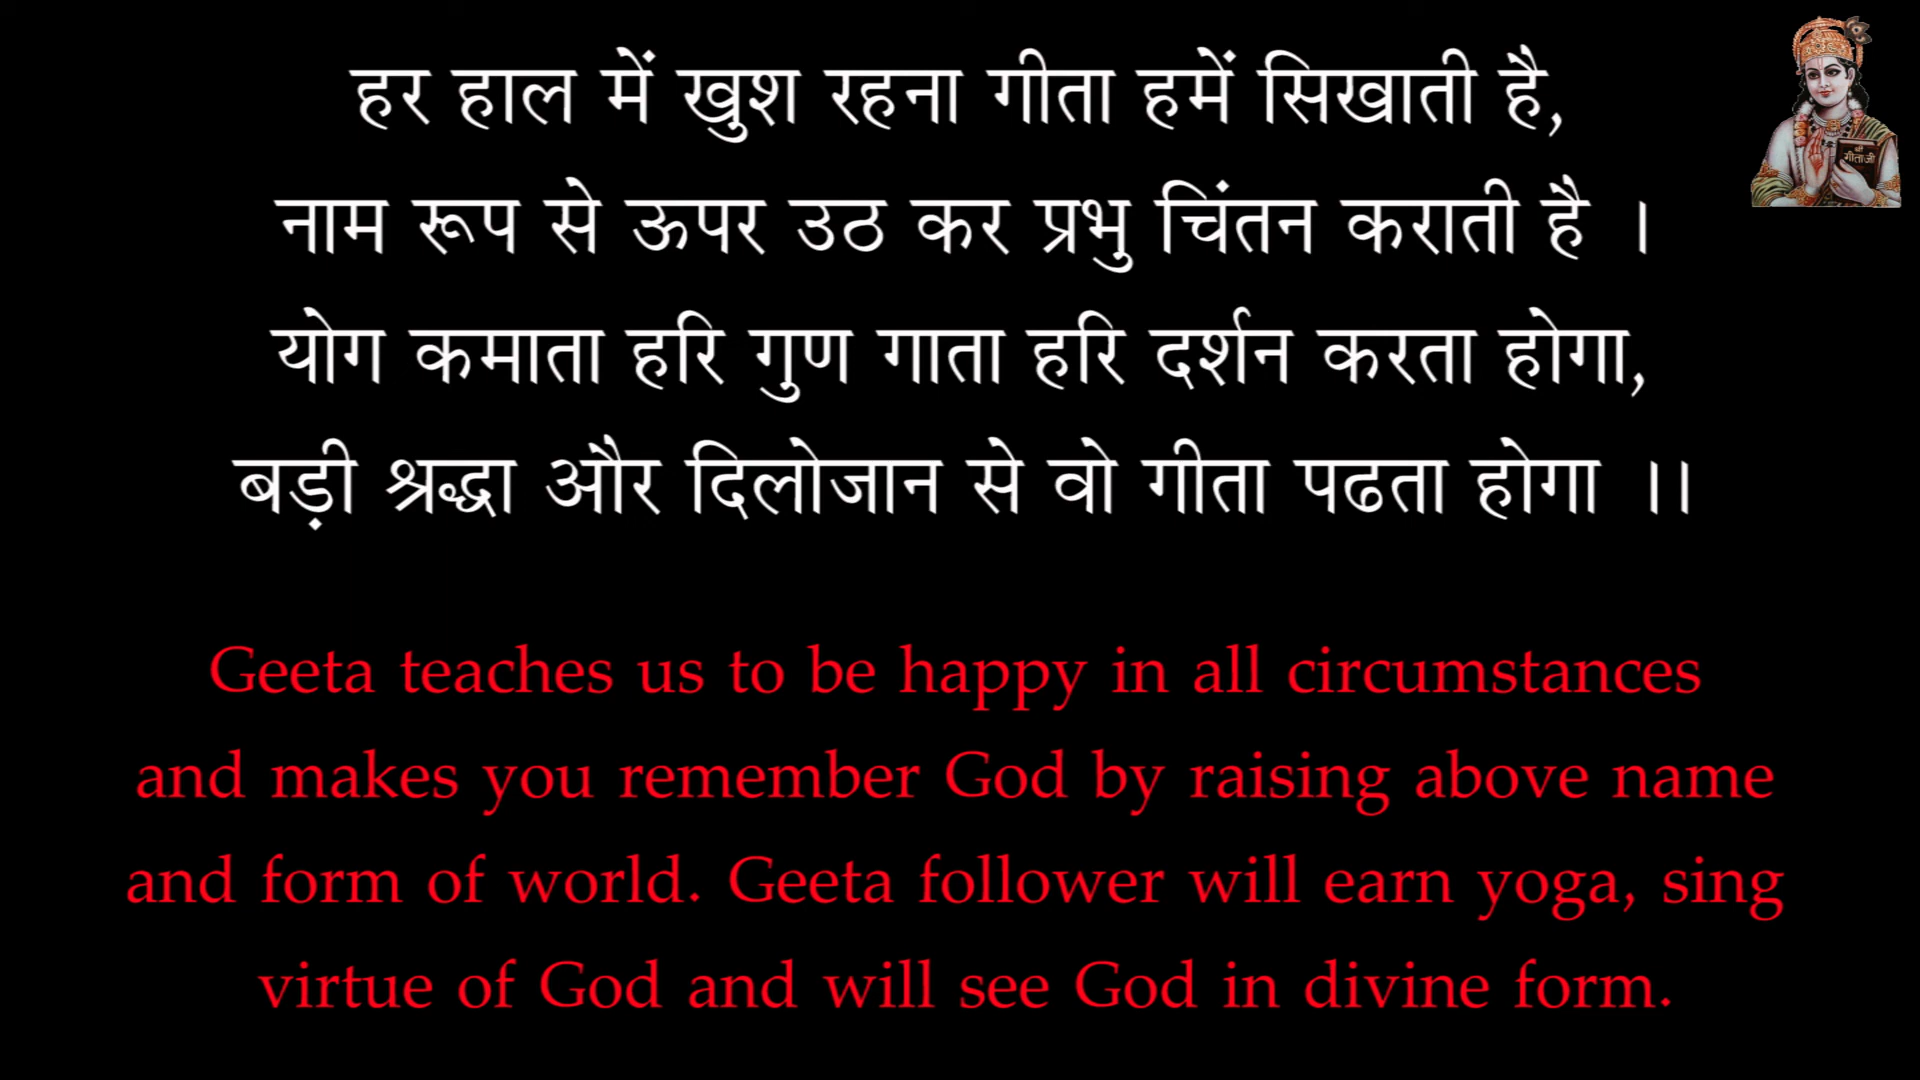 हर हाल में खुश रहना गीता हमें सिखाती है,
नाम रूप से ऊपर उठ कर प्रभु चिंतन कराती है ।
योग कमाता हरि गुण गाता हरि दर्शन करता होगा,
बड़ी श्रद्धा और दिलोजान से वो गीता पढता होगा ।।
Geeta teaches us to be happy in all circumstances
and makes you remember God by raising above name
and form of world. Geeta follower will earn yoga, sing
virtue of God and will see God in divine form.
श्री
गीताजी